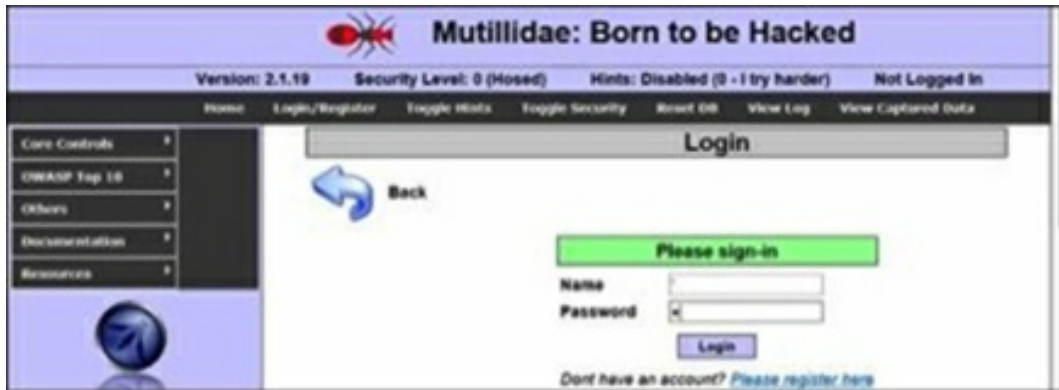 Mutillidae: Born to be Hacked
Version: 2.1.19 Security Level: 0 (Hosed) Hints: Disabled (0 - I try harder) Not Logged In
Home Login/Register Toggle Hints Toggle Security Reset DB View Log View Captured Data
Core Controls
OWASP Top 10
Others
Documentation
Resources
Login
Back
Please sign-in
Name '
Password
Login
Dont have an account? Please register here